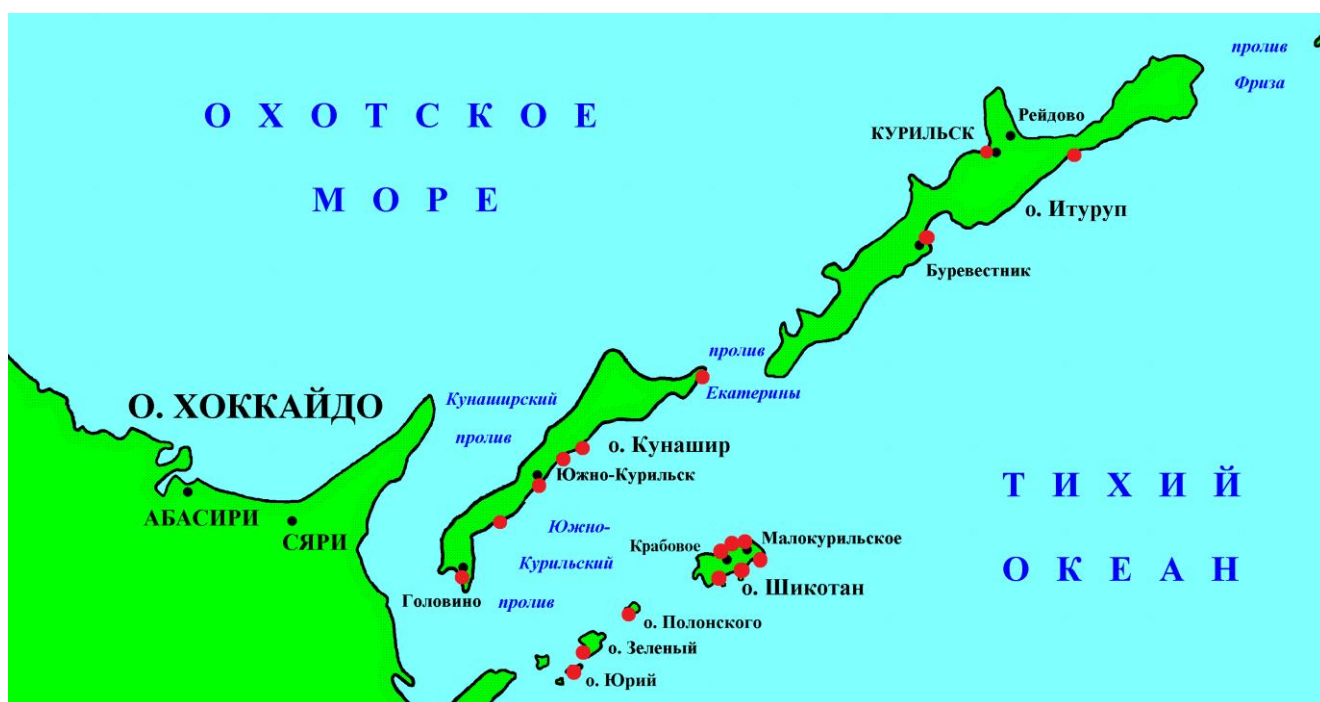 пролив
Фриза
О Х О Т С К О Е
М О Р Е
Рейдово
КУРИЛЬСК
о. Итуруп
Буревестник
пролив
Екатерины
О. ХОККАЙДО
Кунаширский
пролив
о. Кунашир
Южно-Курильск
АБАСИРИ
СЯРИ
Т И Х И Й
О К Е А Н
Южно-
Курильский
пролив
Крабовое
Малокурильское
о. Шикотан
Головнино
о. Полонского
о. Зеленый
о. Юрий